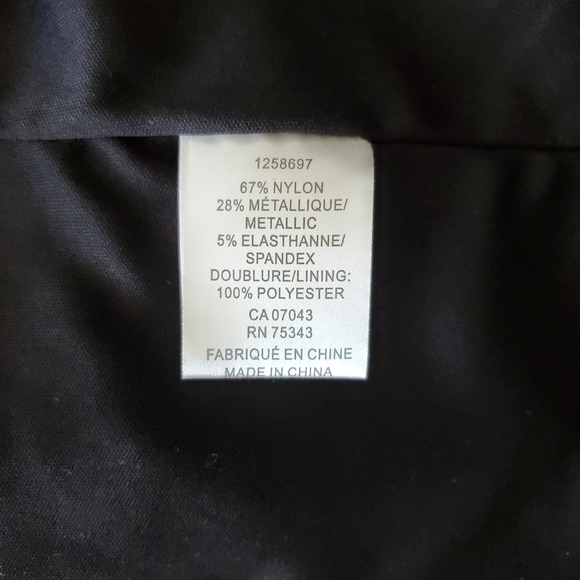 1258697
67% NYLON
28% MÉTALLIQUE/
METALLIC
5% ELASTHANNE/
SPANDEX
DOUBLURE/LINING:
100% POLYESTER
CA 07043
RN 75343
FABRIQUÉ EN CHINE
MADE IN CHINA